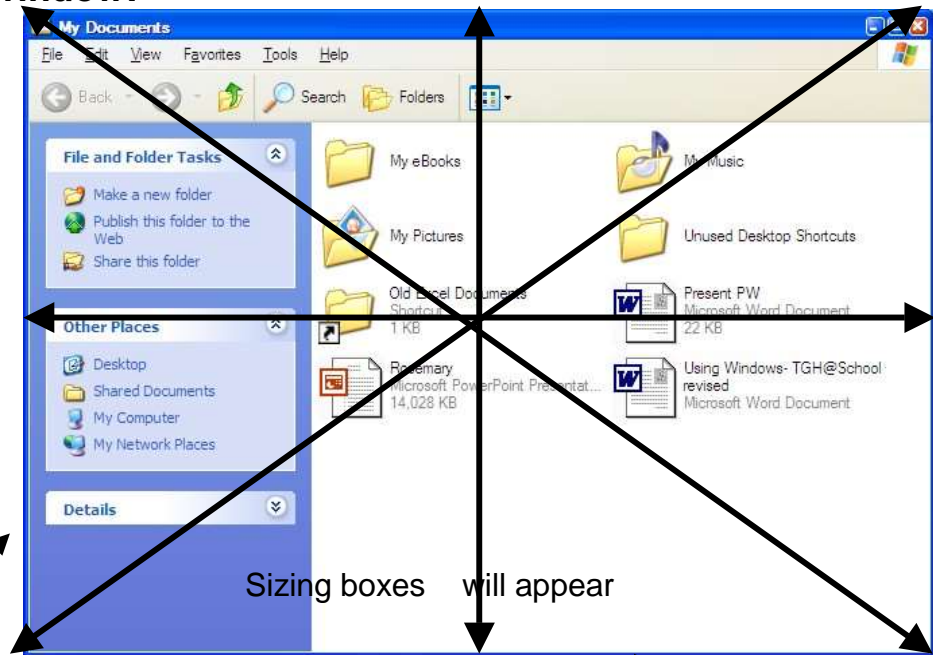 My Documents
File Edit View Favorites Tools Help
Back Search Folders
File and Folder Tasks
Make a new folder
Publish this folder to the
Web
Share this folder
Other Places
Desktop
Shared Documents
My Computer
My Network Places
Details
My eBooks
My Music
My Pictures
Unused Desktop Shortcuts
Old Excel Documents
Shortcut
1 KB
Present PW
Microsoft Word Document
22 KB
Rosemary
Microsoft PowerPoint Presentat...
14,028 KB
Using Windows- TGH@School
revised
Microsoft Word Document
Sizing boxes will appear